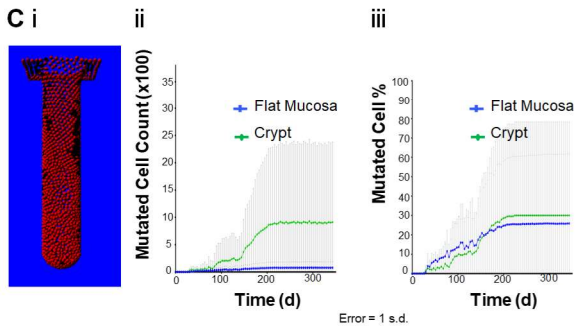 C i
ii
iii
Mutated Cell Count (x100)
35
30
25
20
15
10
5
0
Flat Mucosa
Crypt
0
100
200
300
Time (d)
Mutated Cell %
100
90
80
70
60
50
40
30
20
10
0
Flat Mucosa
Crypt
0
100
200
300
Time (d)
Error = 1 s.d.